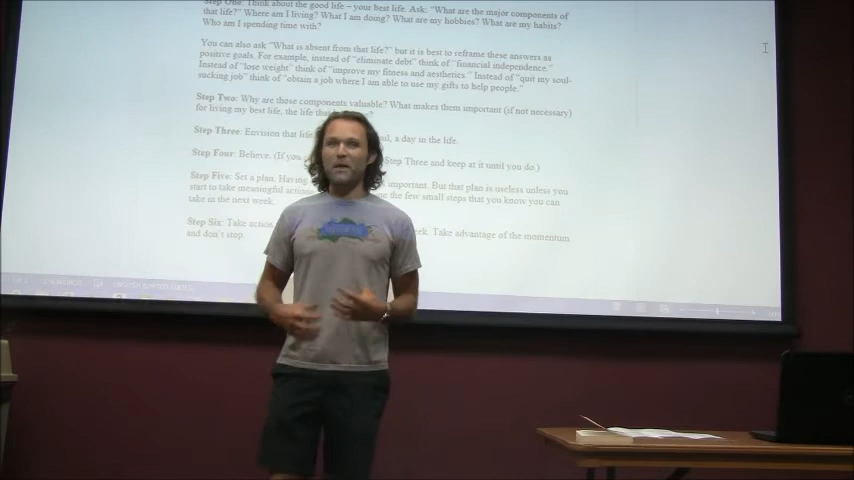 Step One: Think about the good life – your best life. Ask: "What are the major components of
that life?" Where am I living? What I am doing? What are my hobbies? What are my habits?
Who am I spending time with?
You can also ask "What is absent from that life?" but it is best to reframe these answers as
positive goals. For example, instead of "eliminate debt" think of "financial independence."
Instead of "lose weight" think of "improve my fitness and aesthetics." Instead of "quit my soul-
sucking job" think of "obtain a job where I am able to use my gifts to help people."
Step Two: Why are those components valuable? What makes them important (if not necessary)
for living my best life, the life that
Step Three: Envision that life a day in the life.
Step Four: Believe. (If you Step Three and keep at it until you do.)
Step Five: Set a plan. Having important. But that plan is useless unless you
start to take meaningful action the few small steps that you know you can
take in the next week.
Step Six: Take action Take advantage of the momentum
and don't stop.